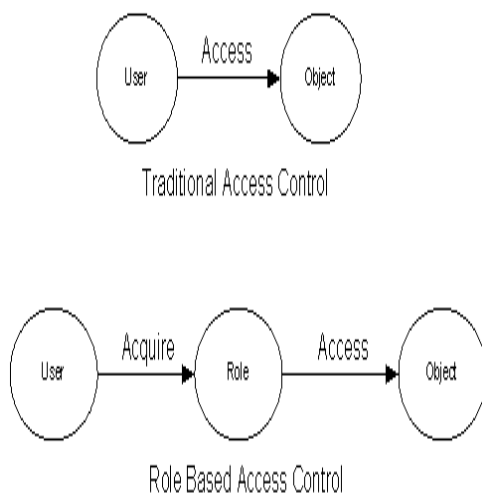 Access
User
Object
Traditional Access Control
Acquire
Access
User
Role
Object
Role Based Access Control